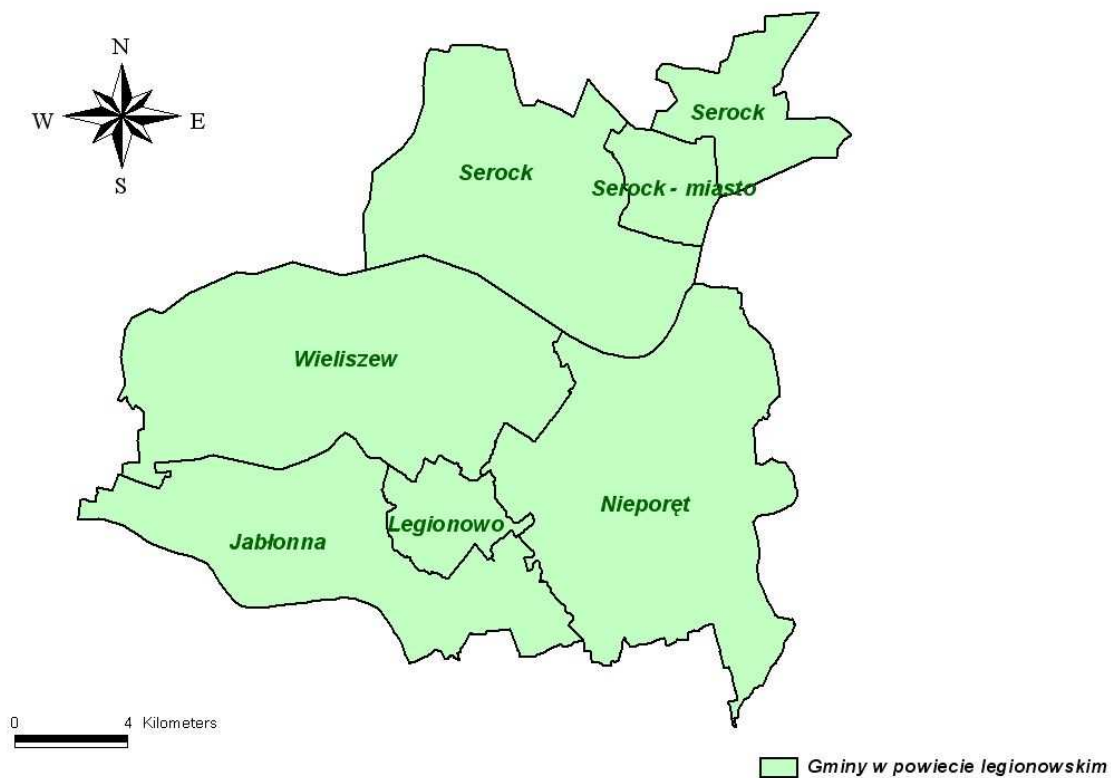 N
W E
S
Serock
Serock
Serock - miasto
Wieliszew
Nieporęt
Legionowo
Jabłonna
0 4 Kilometers
Gminy w powiecie legionowskim